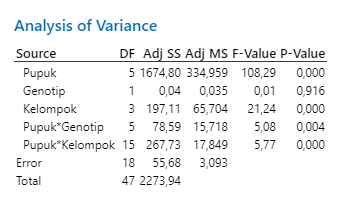 Analysis of Variance
Source DF Adj SS Adj MS F-Value P-Value
Pupuk 5 1674,80 334,959 108,29 0,000
Genotip 1 0,04 0,035 0,01 0,916
Kelompok 3 197,11 65,704 21,24 0,000
Pupuk*Genotip 5 78,59 15,718 5,08 0,004
Pupuk*Kelompok 15 267,73 17,849 5,77 0,000
Error 18 55,68 3,093
Total 47 2273,94